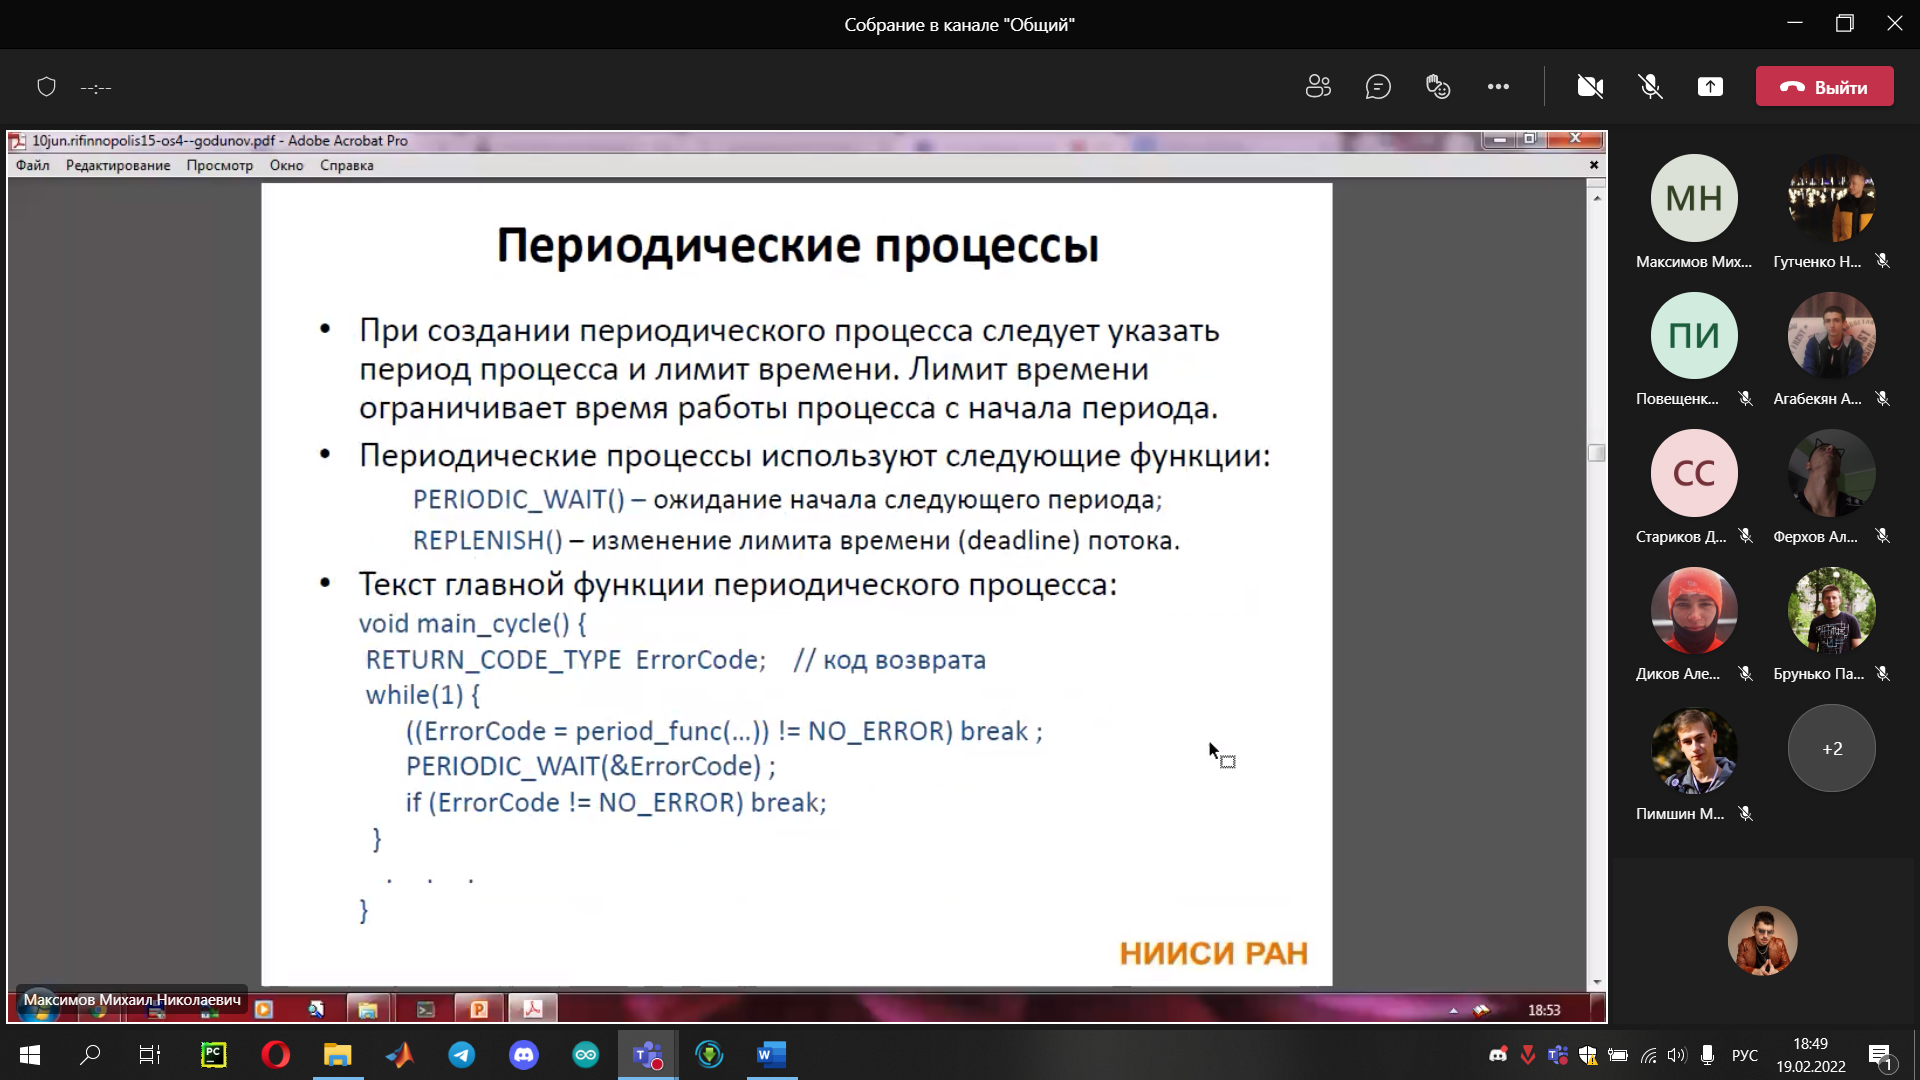 Собрание в канале "Общий"
--:--
Выйти
10jun.rifinnopolis15-os4--godunov.pdf - Adobe Acrobat Pro
Файл Редактирование Просмотр Окно Справка
Периодические процессы
• При создании периодического процесса следует указать
период процесса и лимит времени. Лимит времени
ограничивает время работы процесса с начала периода.
• Периодические процессы используют следующие функции:
PERIODIC_WAIT() – ожидание начала следующего периода;
REPLENISH() – изменение лимита времени (deadline) потока.
• Текст главной функции периодического процесса:
void main_cycle() {
RETURN_CODE_TYPE ErrorCode; // код возврата
while(1) {
((ErrorCode = period_func(...)) != NO_ERROR) break ;
PERIODIC_WAIT(&ErrorCode) ;
if (ErrorCode != NO_ERROR) break;
}
. . .
}
НИИСИ РАН
Максимов Михаил Николаевич
18:53
МН
Максимов Мих...
Гутченко Н...
ПИ
Повещенк...
Агабекян А...
СС
Стариков Д...
Ферхов Ал...
Диков Але...
Брунько Па...
Пимшин М...
+2
PC
T
W
РУС
18:49
19.02.2022
1